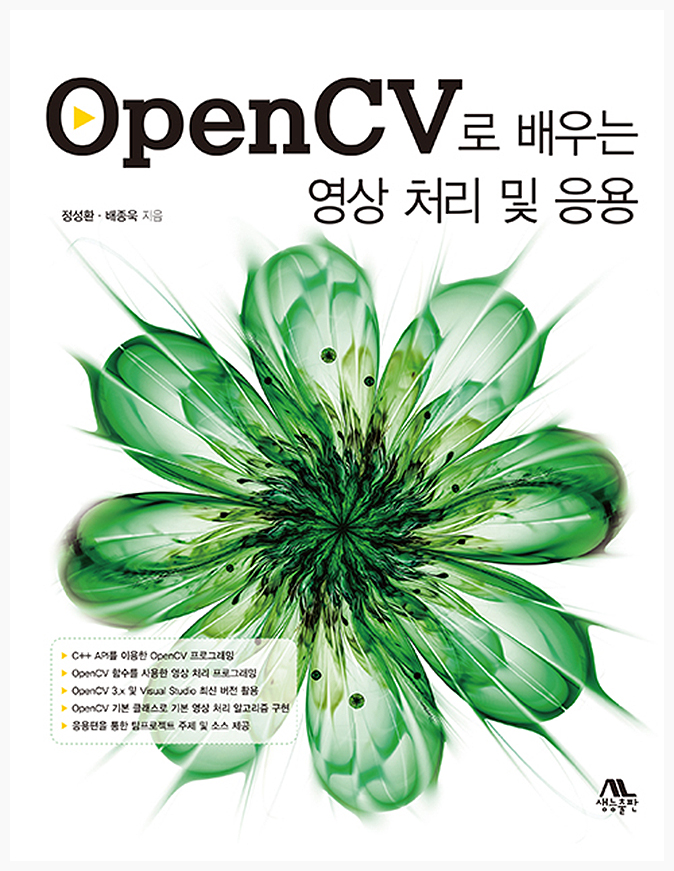 OpenCV로 배우는
영상 처리 및 응용
정성환 · 배종욱 지음
▶ C++ API를 이용한 OpenCV 프로그래밍
▶ OpenCV 함수를 사용한 영상 처리 프로그래밍
▶ OpenCV 3.x 및 Visual Studio 최신 버전 활용
▶ OpenCV 기본 클래스로 기본 영상 처리 알고리즘 구현
▶ 응용편을 통한 팀프로젝트 주제 및 소스 제공
생능출판